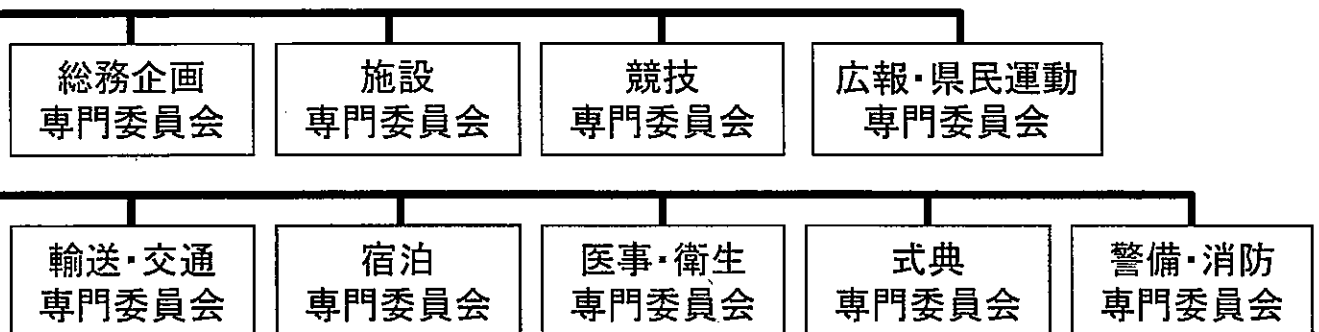 総務企画
専門委員会
施設
専門委員会
競技
専門委員会
広報・県民運動
専門委員会
輸送・交通
専門委員会
宿泊
専門委員会
医事・衛生
専門委員会
式典
専門委員会
警備・消防
専門委員会